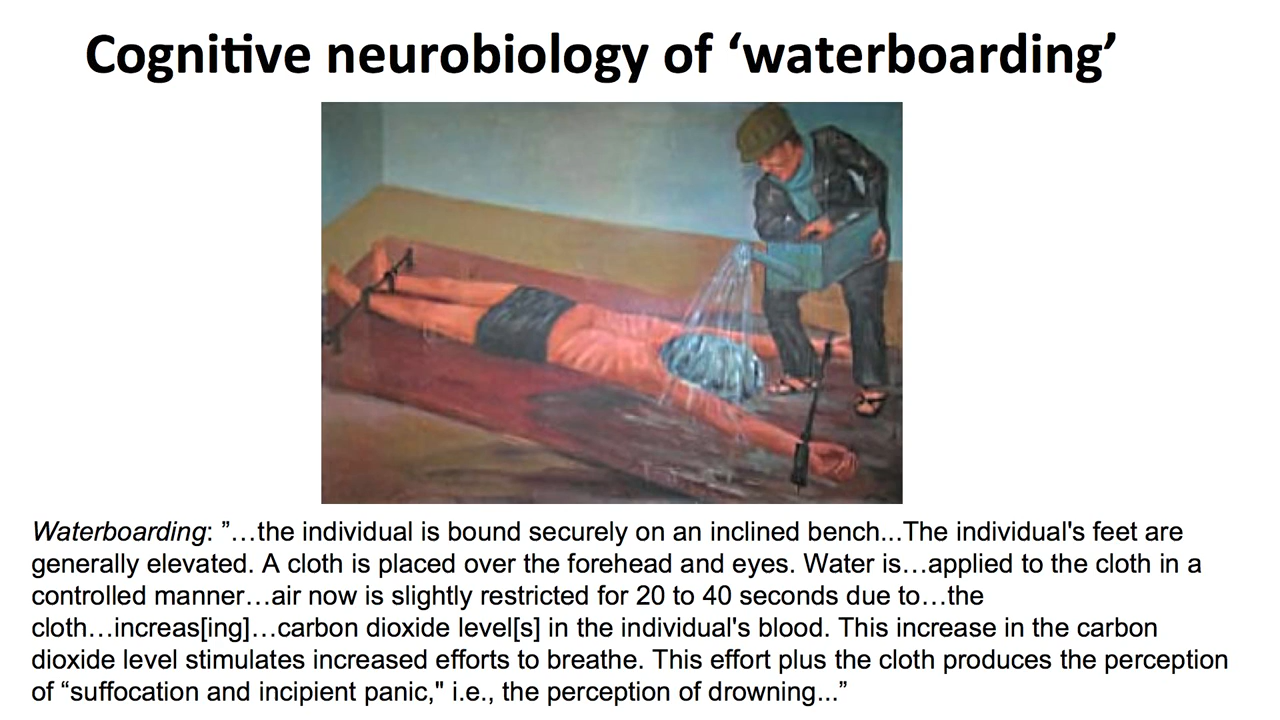 Cognitive neurobiology of ‘waterboarding’
Waterboarding: ”…the individual is bound securely on an inclined bench...The individual's feet are
generally elevated. A cloth is placed over the forehead and eyes. Water is…applied to the cloth in a
controlled manner…air now is slightly restricted for 20 to 40 seconds due to…the
cloth…increas[ing]…carbon dioxide level[s] in the individual's blood. This increase in the carbon
dioxide level stimulates increased efforts to breathe. This effort plus the cloth produces the perception
of “suffocation and incipient panic," i.e., the perception of drowning...”